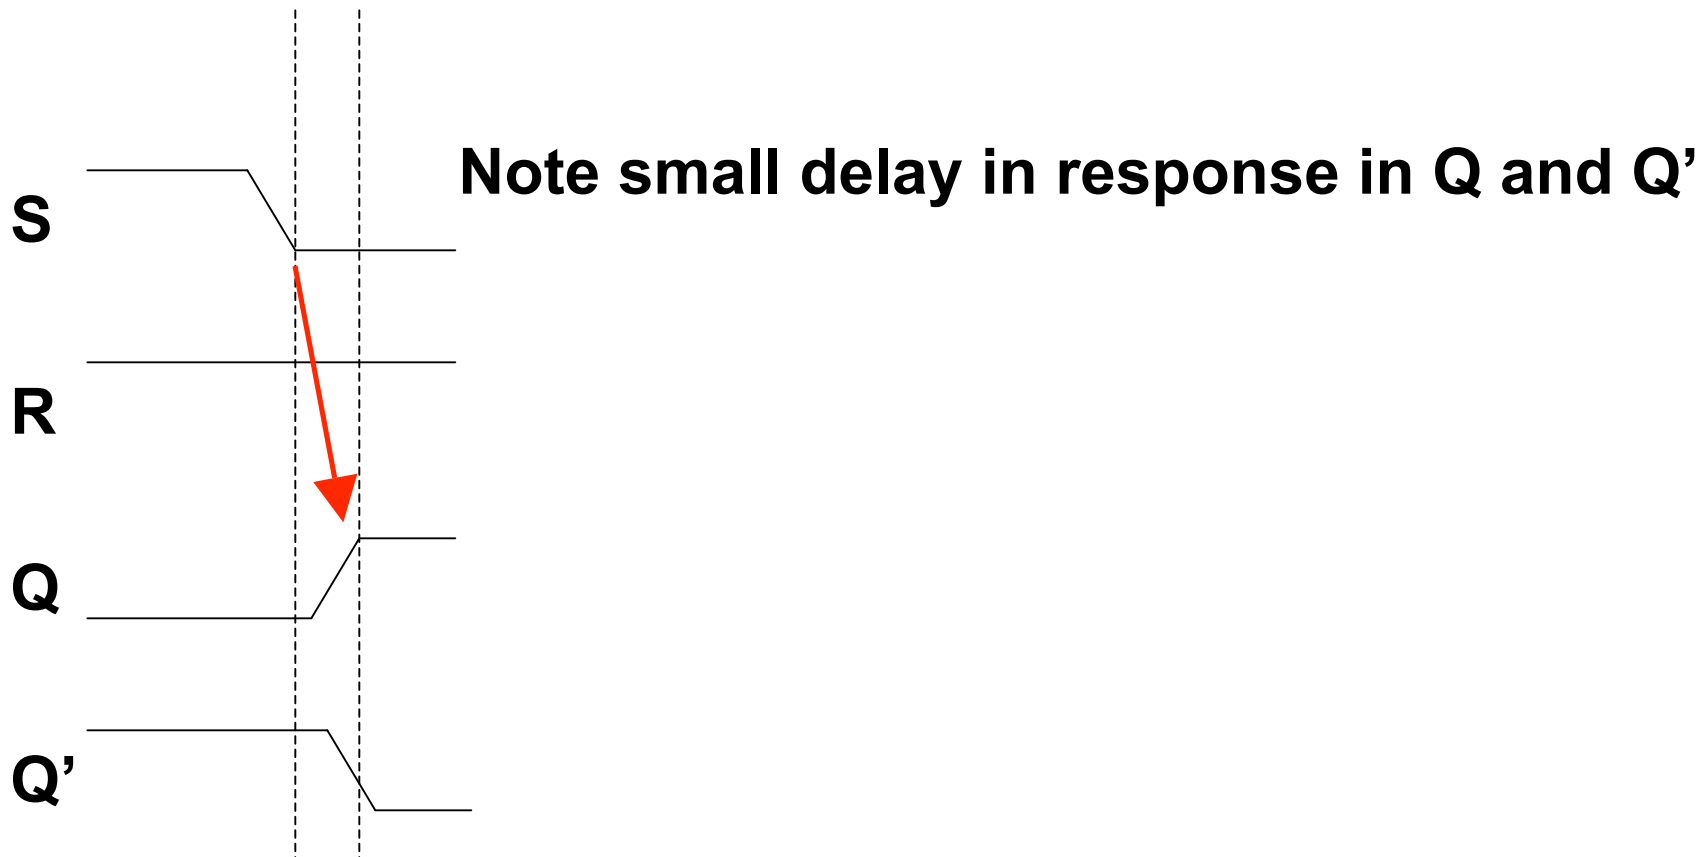 Note small delay in response in Q and Q’
S
R
Q
Q’